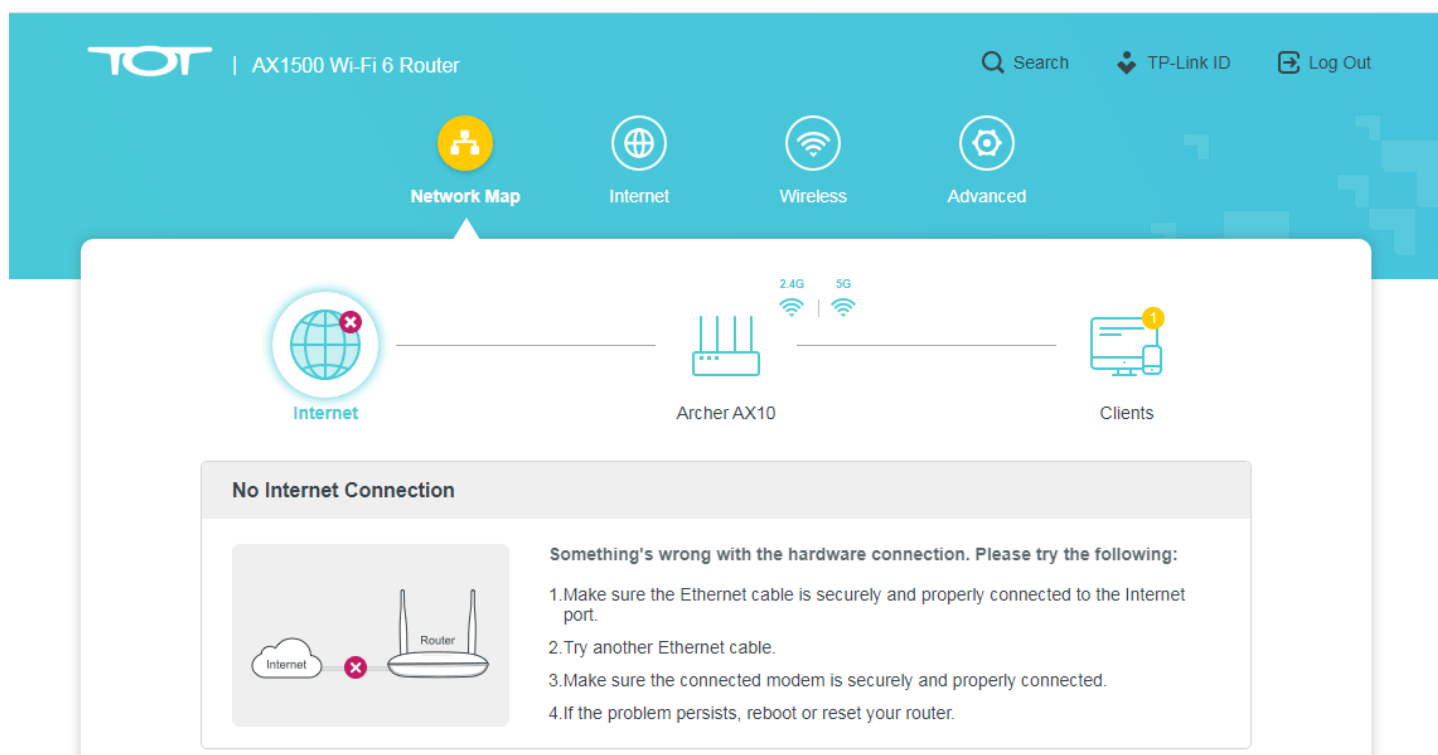 TOT | AX1500 Wi-Fi 6 Router
Search
TP-Link ID
Log Out
Network Map
Internet
Wireless
Advanced
2.4G
5G
1
Internet
Archer AX10
Clients
No Internet Connection
Something's wrong with the hardware connection. Please try the following:
1.Make sure the Ethernet cable is securely and properly connected to the Internet
port.
2.Try another Ethernet cable.
3.Make sure the connected modem is securely and properly connected.
4.If the problem persists, reboot or reset your router.
Router
Internet